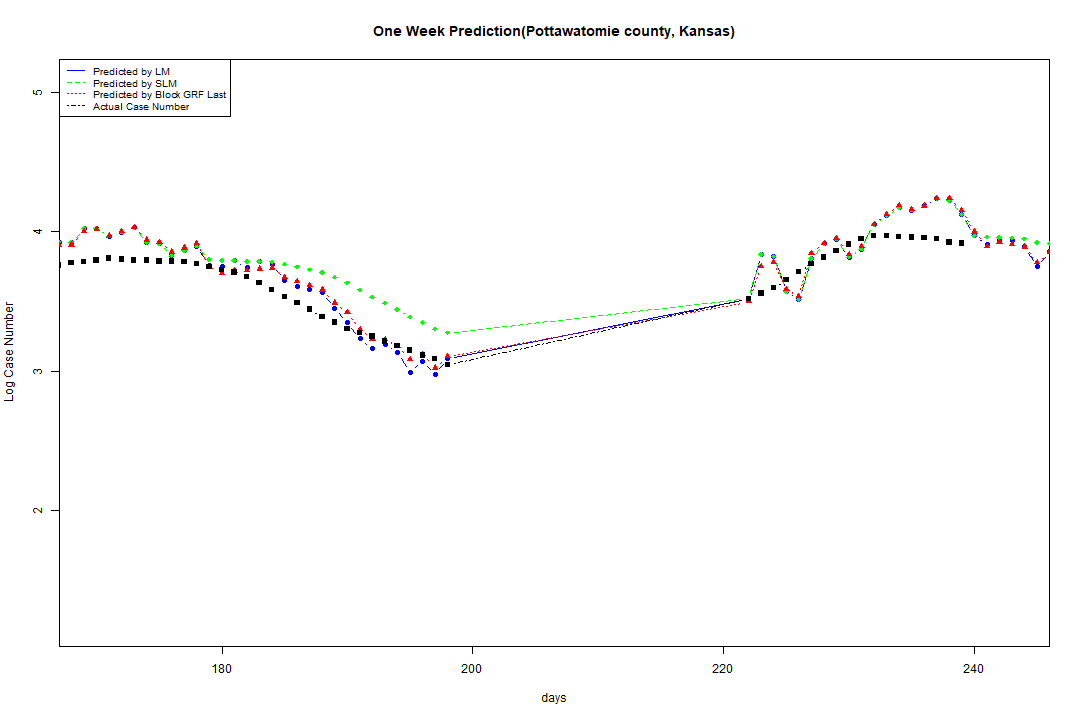 One Week Prediction(Pottawatomie county, Kansas)
Predicted by LM
Predicted by SLM
Predicted by Block GRF Last
Actual Case Number
5
4
3
2
Log Case Number
180 200 220 240
days